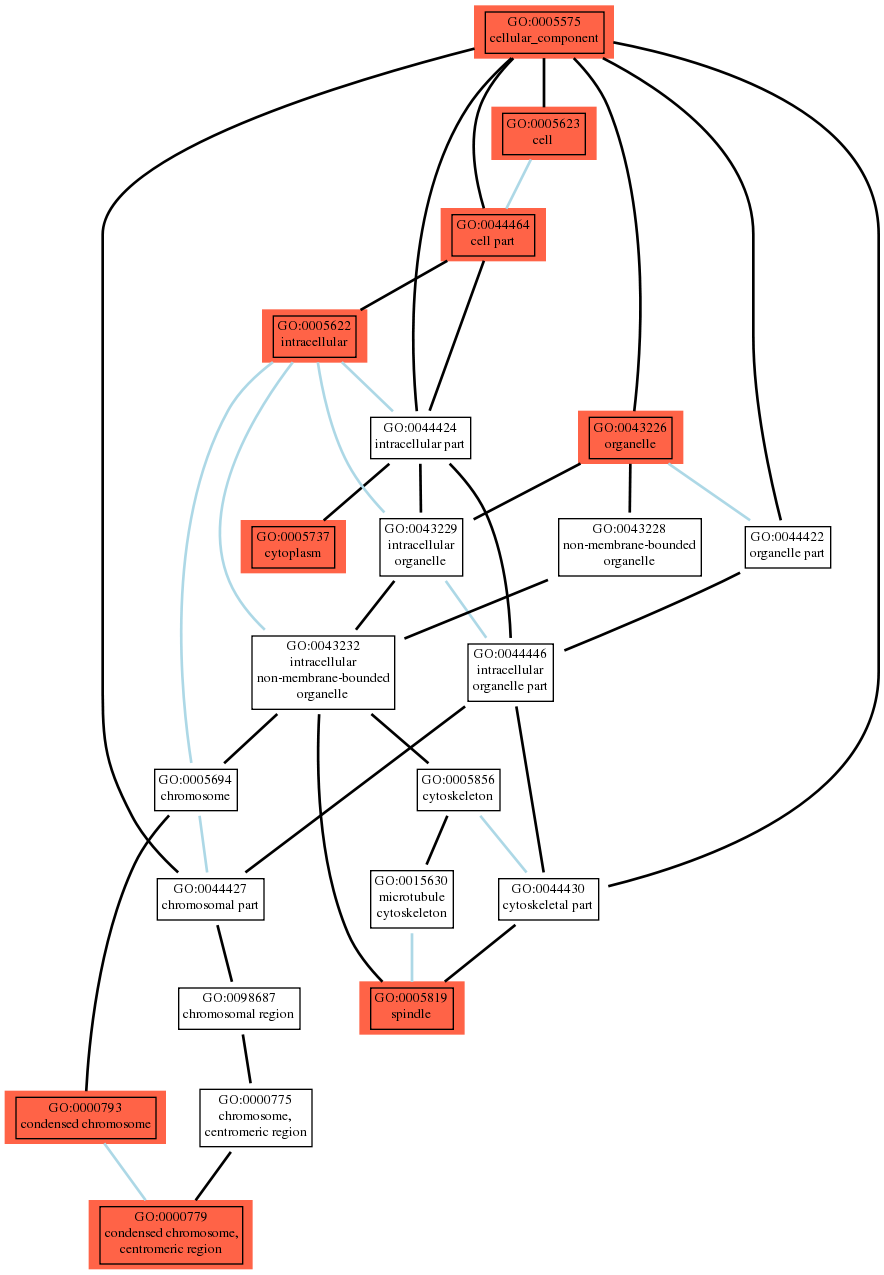 GO:0005575
cellular_component
GO:0005623
cell
GO:0044464
cell part
GO:0005622
intracellular
GO:0044424
intracellular part
GO:0043226
organelle
GO:0005737
cytoplasm
GO:0043229
intracellular
organelle
GO:0043228
non-membrane-bounded
organelle
GO:0044422
organelle part
GO:0043232
intracellular
non-membrane-bounded
organelle
GO:0044446
intracellular
organelle part
GO:0005694
chromosome
GO:0005856
cytoskeleton
GO:0044427
chromosomal part
GO:0015630
microtubule
cytoskeleton
GO:0044430
cytoskeletal part
GO:0098687
chromosomal region
GO:0005819
spindle
GO:0000793
condensed chromosome
GO:0000775
chromosome,
centromeric region
GO:0000779
condensed chromosome,
centromeric region